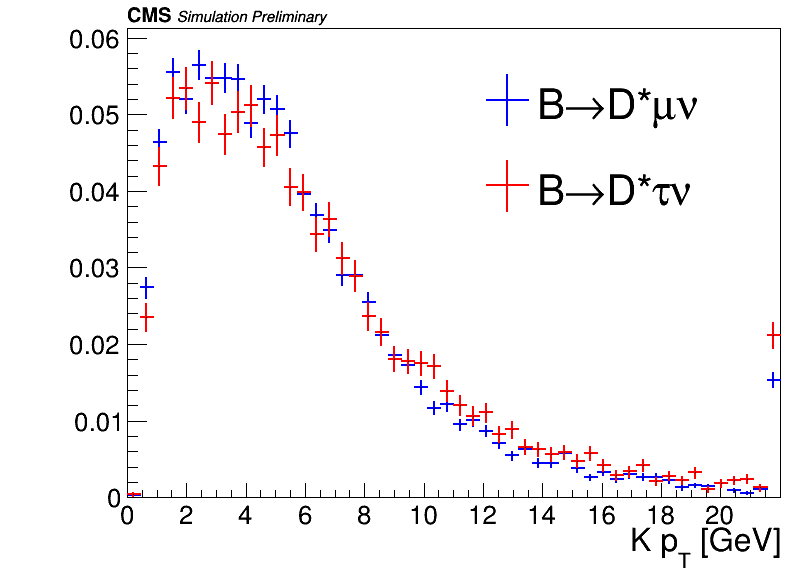 CMS Simulation Preliminary
0.06
0.05
0.04
0.03
0.02
0.01
0
B→D*μν
B→D*τν
0 2 4 6 8 10 12 14 16 18 20
K p_T [GeV]